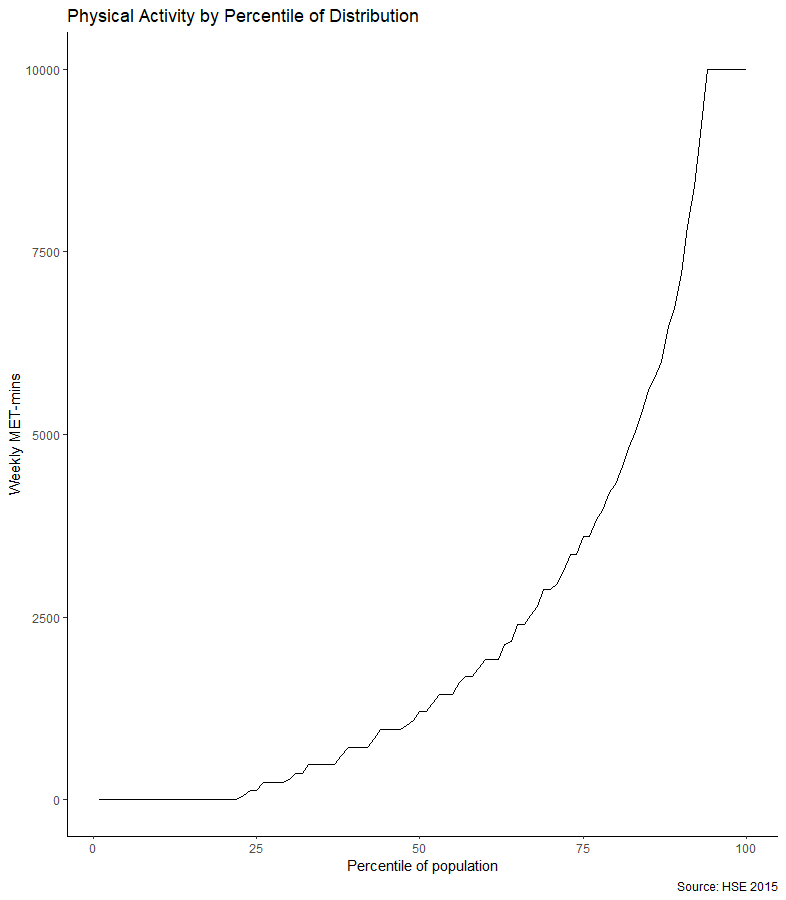 Physical Activity by Percentile of Distribution
10000
7500
5000
2500
0
Weekly MET-mins
0 25 50 75 100
Percentile of population
Source: HSE 2015